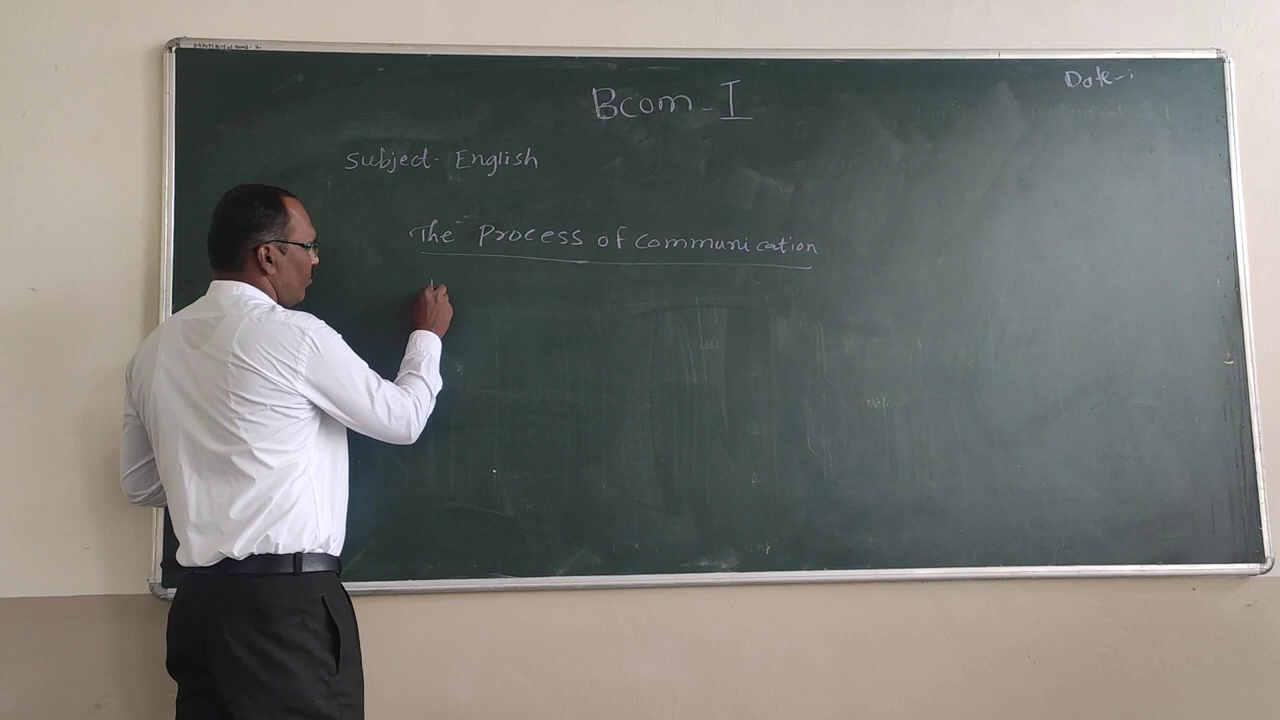 Bcom-I
Date-:
Subject- English
The Process of communication